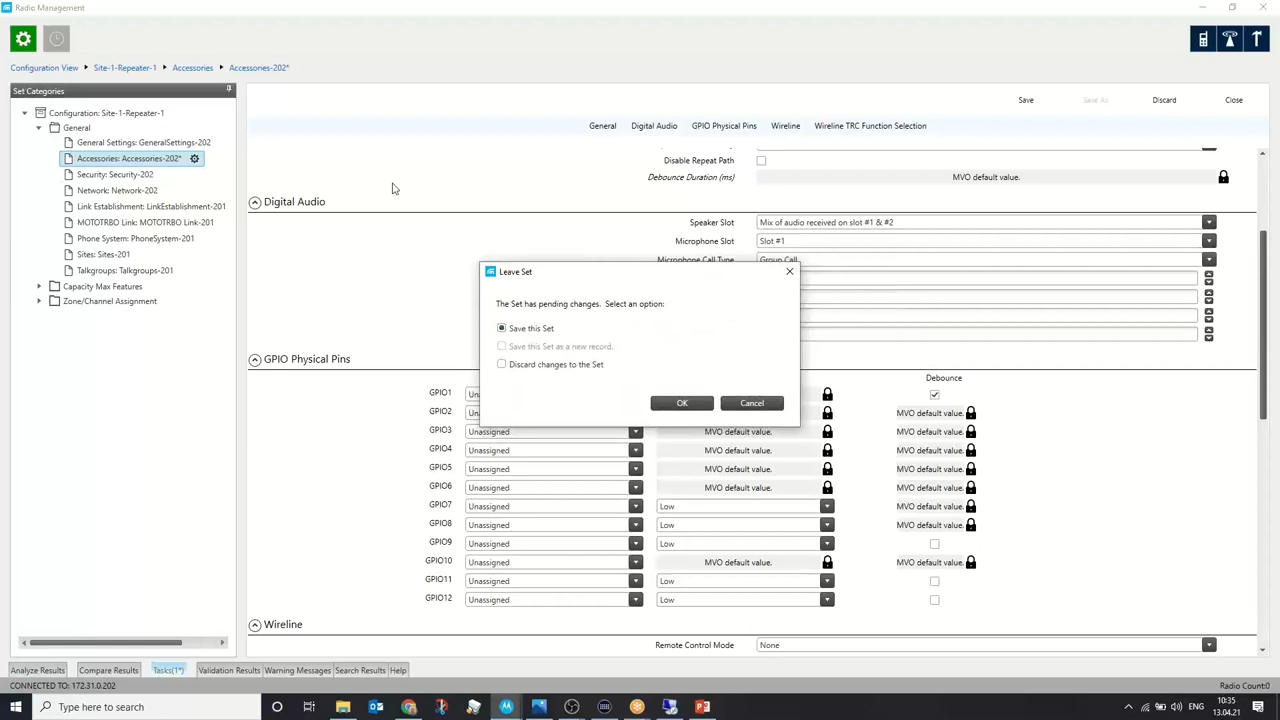 Radio Management
Configuration View Site-1-Repeater-1 Accessories Accessories-202*
Set Categories
Configuration: Site-1-Repeater-1
General
General Settings: GeneralSettings-202
Accessories: Accessories-202*
Security: Security-202
Network: Network-202
Link Establishment: LinkEstablishment-201
MOTOTRBO Link: MOTOTRBO Link-201
Phone System: PhoneSystem-201
Sites: Sites-201
Talkgroups: Talkgroups-201
Capacity Max Features
Zone/Channel Assignment
Save Save As Discard Close
General Digital Audio GPIO Physical Pins Wireline Wireline TRC Function Selection
Disable Repeat Path
Debounce Duration (ms) MVO default value.
Digital Audio
Speaker Slot Mix of audio received on slot #1 & #2
Microphone Slot Slot #1
Microphone Call Type Group Call
Leave Set
The Set has pending changes. Select an option:
Save this Set
Save this Set as a new record.
Discard changes to the Set
OK Cancel
GPIO Physical Pins
Debounce
GPIO1 Un
GPIO2 Un MVO default value.
GPIO3 Unassigned MVO default value. MVO default value.
GPIO4 Unassigned MVO default value. MVO default value.
GPIO5 Unassigned MVO default value. MVO default value.
GPIO6 Unassigned MVO default value. MVO default value.
GPIO7 Unassigned Low MVO default value.
GPIO8 Unassigned Low MVO default value.
GPIO9 Unassigned Low
GPIO10 Unassigned MVO default value. MVO default value.
GPIO11 Unassigned Low
GPIO12 Unassigned Low
Wireline
Remote Control Mode None
Analyze Results Compare Results Tasks(1*) Validation Results Warning Messages Search Results Help
CONNECTED TO: 172.31.0.202 Radio Count:0
Type here to search
ENG 10:35
13.04.21